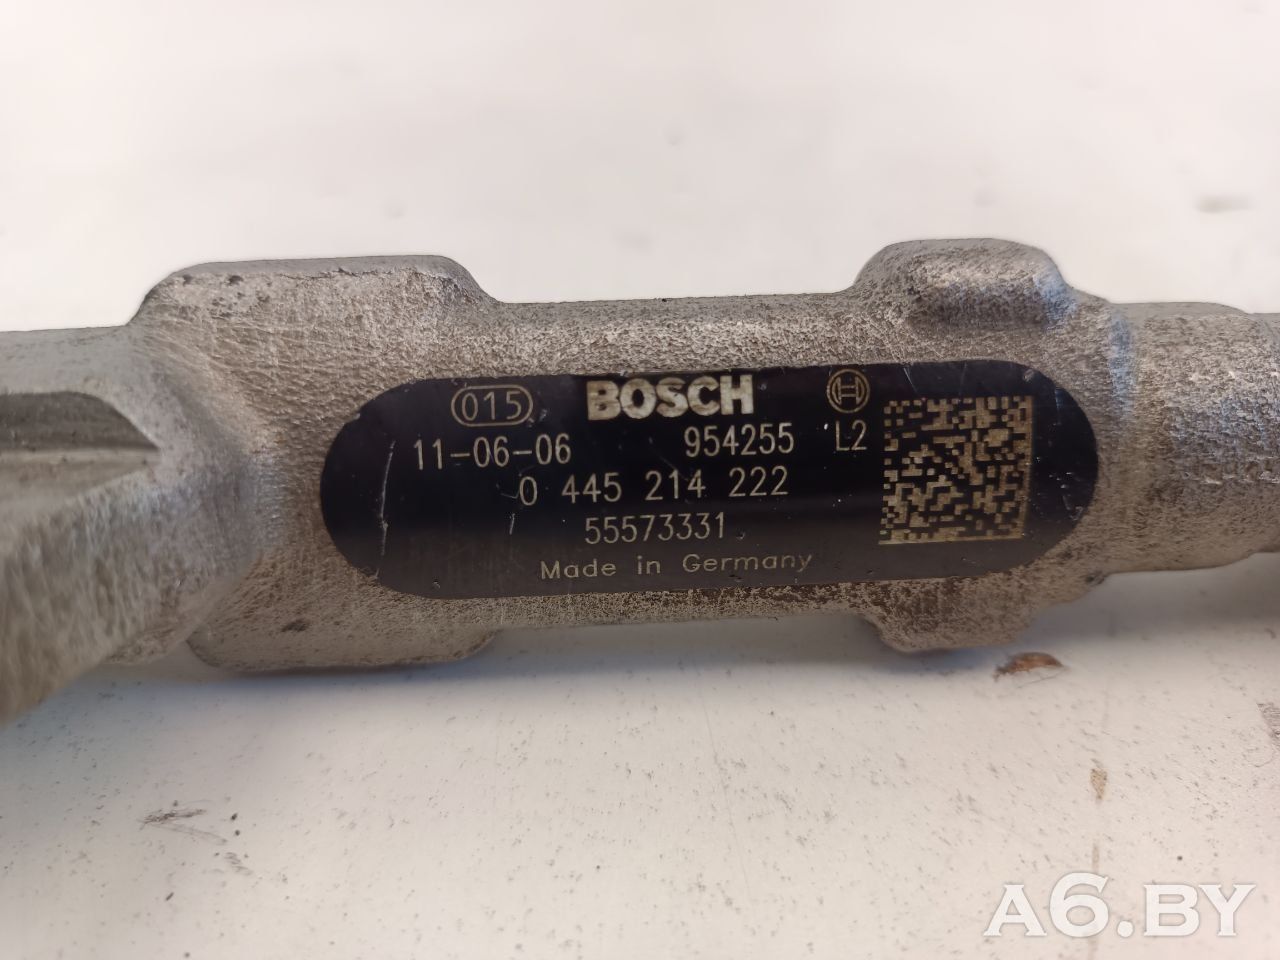 015 BOSCH
11-06-06 954255 L2
0 445 214 222
55573331
Made in Germany
A6.BY